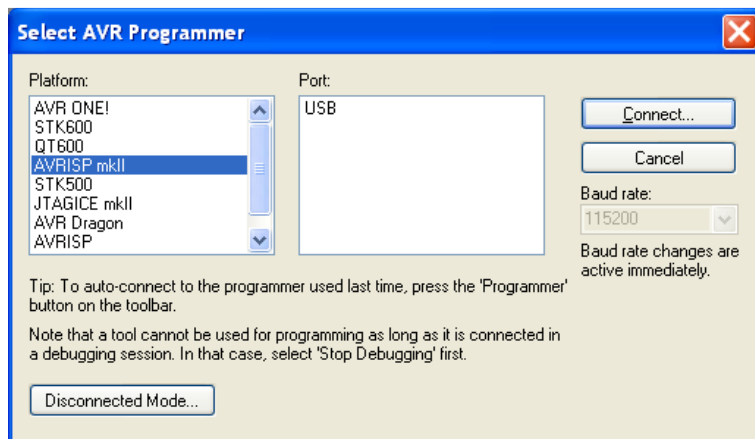 Select AVR Programmer
Platform:
AVR ONE!
STK600
QT600
AVRISP mkII
STK500
JTAGICE mkII
AVR Dragon
AVRISP
Port:
USB
Connect...
Cancel
Baud rate:
115200
Baud rate changes are
active immediately.
Tip: To auto-connect to the programmer used last time, press the 'Programmer'
button on the toolbar.
Note that a tool cannot be used for programming as long as it is connected in
a debugging session. In that case, select 'Stop Debugging' first.
Disconnected Mode...